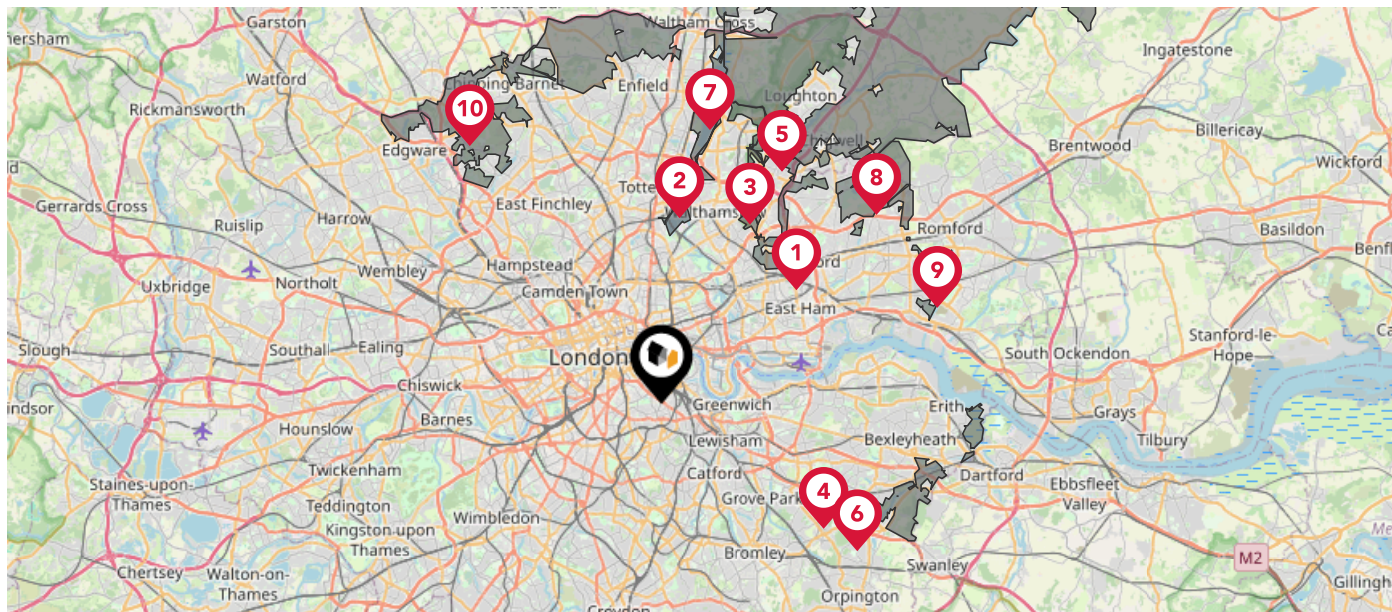 Garston
Waltham Cross
Ingatestone
Watford
Chipping Barnet
Enfield
7
Loughton
Rickmansworth
10
5
Billericay
Edgware
Chigwell
Brentwood
Wickford
2
3
8
Gerrards Cross
East Finchley
Harrow
Ruislip
Romford
Basildon
1
Hampstead
9
Wembley
Uxbridge
Northolt
Camden Town
East Ham
Stanford-le-
Hope
Slough
Southall
Ealing
London
South Ockendon
Chiswick
Greenwich
Erith
Grays
Barnes
Hounslow
Lewisham
Bexleyheath
Tilbury
Twickenham
Catford
Dartford
Staines-upon-
Thames
Ebbsfleet
Valley
4
Grove Park
Teddington
6
Wimbledon
Kingston-upon
Thames
Bromley
M2
Chertsey
Walton-on-
Thames
Swanley
Orpington